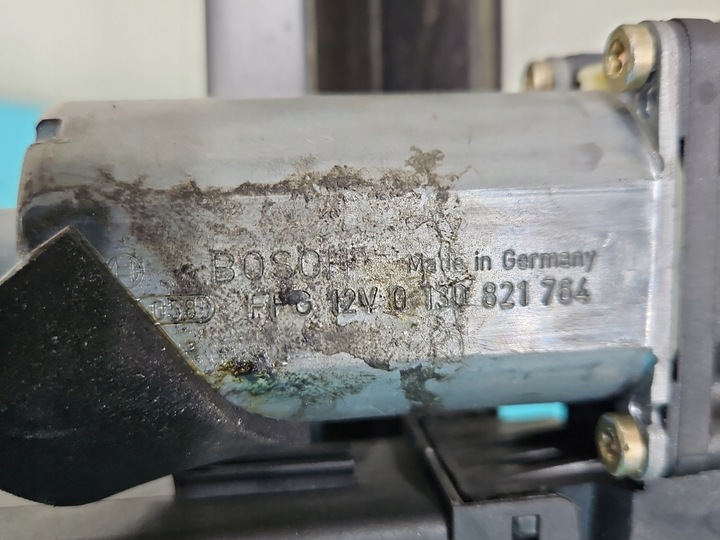 BOSCH Made in Germany
FPG 12V 0 130 821 764